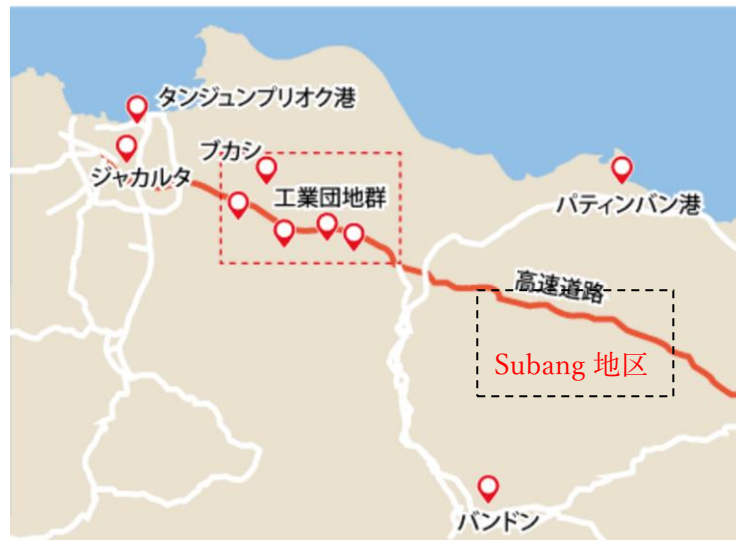 タンジュンプリオク港
ブカシ
ジャカルタ
工業団地群
パティンバン港
高速道路
Subang 地区
バンドン